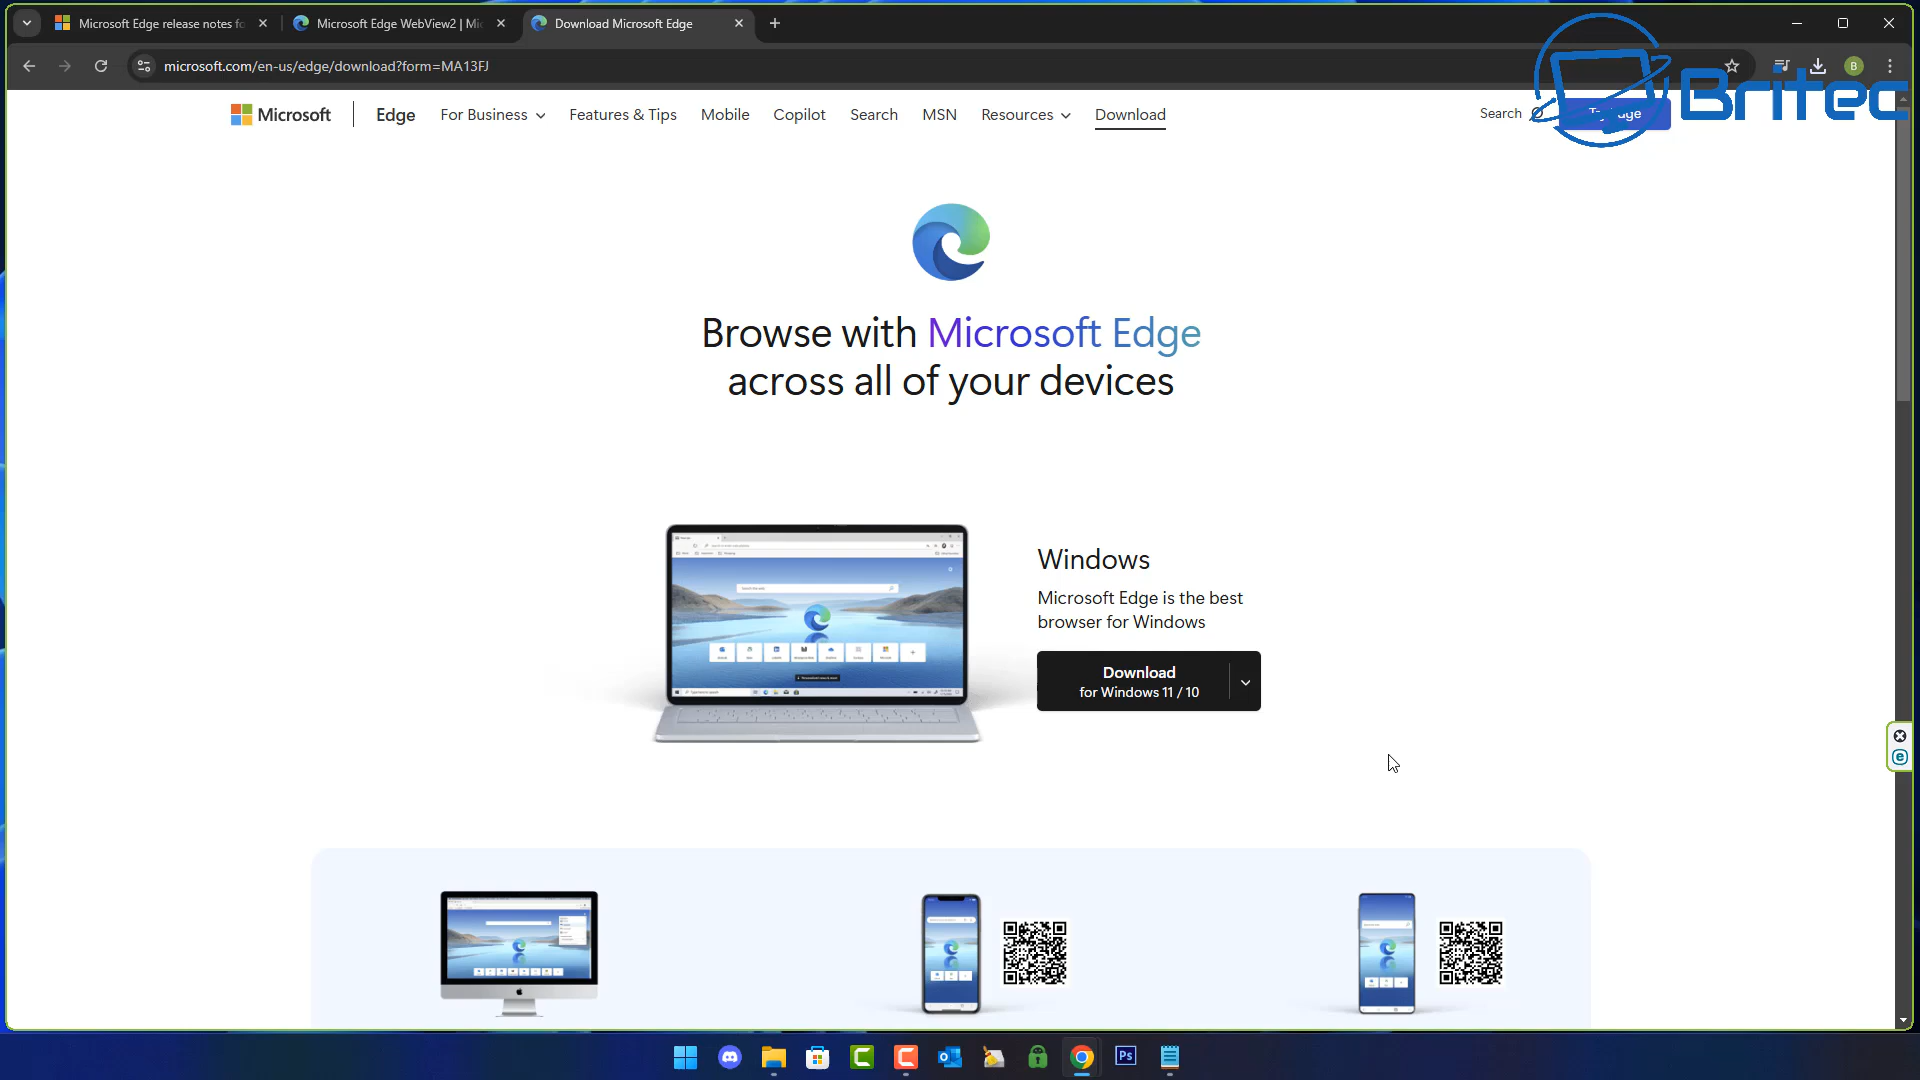 Microsoft Edge release notes fo
Microsoft Edge WebView2 | Mi
Download Microsoft Edge
microsoft.com/en-us/edge/download?form=MA13FJ
B
Britec
Microsoft
Edge
For Business
Features & Tips
Mobile
Copilot
Search
MSN
Resources
Download
Search
Browse with Microsoft Edge
across all of your devices
Windows
Microsoft Edge is the best
browser for Windows
Download
for Windows 11 / 10
Ps